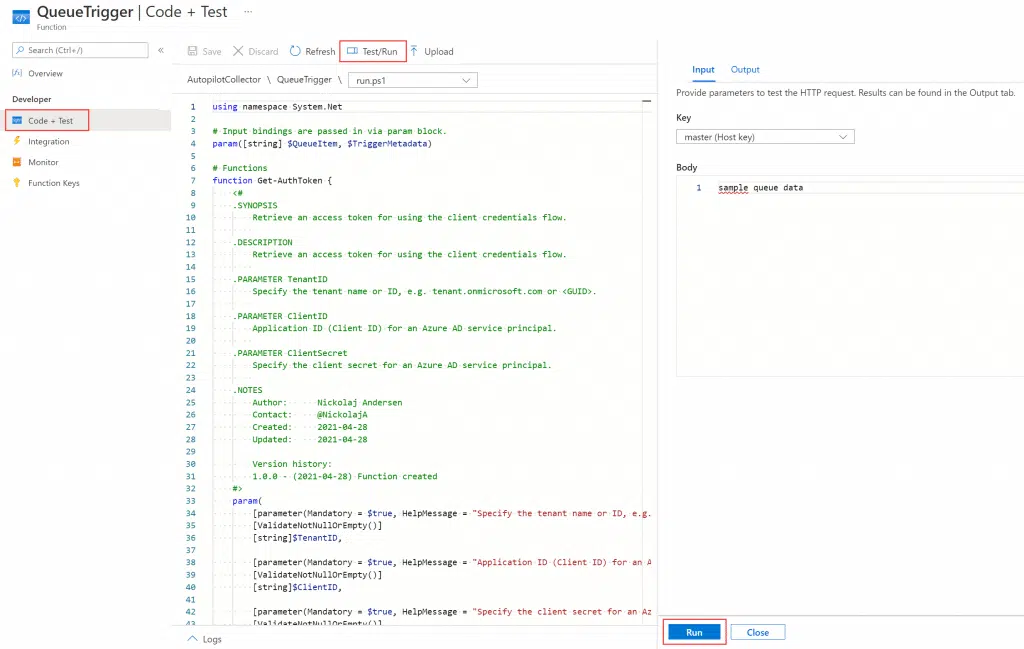 QueueTrigger | Code + Test ...
Function
Search (Ctrl+/)
«
Overview
Developer
Code + Test
Integration
Monitor
Function Keys
Save
Discard
Refresh
Test/Run
Upload
AutopilotCollector \ QueueTrigger \ run.ps1
1 using namespace System.Net
2
3 # Input bindings are passed in via param block.
4 param([string] $QueueItem, $TriggerMetadata)
5
6 # Functions
7 function Get-AuthToken {
8 <#
9 .SYNOPSIS
10 Retrieve an access token for using the client credentials flow.
11
12 .DESCRIPTION
13 Retrieve an access token for using the client credentials flow.
14
15 .PARAMETER TenantID
16 Specify the tenant name or ID, e.g. tenant.onmicrosoft.com or <GUID>.
17
18 .PARAMETER ClientID
19 Application ID (Client ID) for an Azure AD service principal.
20
21 .PARAMETER ClientSecret
22 Specify the client secret for an Azure AD service principal.
23
24 .NOTES
25 Author: Nickolaj Andersen
26 Contact: @NickolajA
27 Created: 2021-04-28
28 Updated: 2021-04-28
29
30 Version history:
31 1.0.0 - (2021-04-28) Function created
32 #>
33 param(
34 [parameter(Mandatory = $true, HelpMessage = "Specify the tenant name or ID, e.g.
35 [ValidateNotNullOrEmpty()]
36 [string]$TenantID,
37
38 [parameter(Mandatory = $true, HelpMessage = "Application ID (Client ID) for an A
39 [ValidateNotNullOrEmpty()]
40 [string]$ClientID,
41
42 [parameter(Mandatory = $true, HelpMessage = "Specify the client secret for an Az
43 [ValidateNotNullOrEmpty()]
Logs
Input
Output
Provide parameters to test the HTTP request. Results can be found in the Output tab.
Key
master (Host key)
Body
1 sample queue data
Run
Close